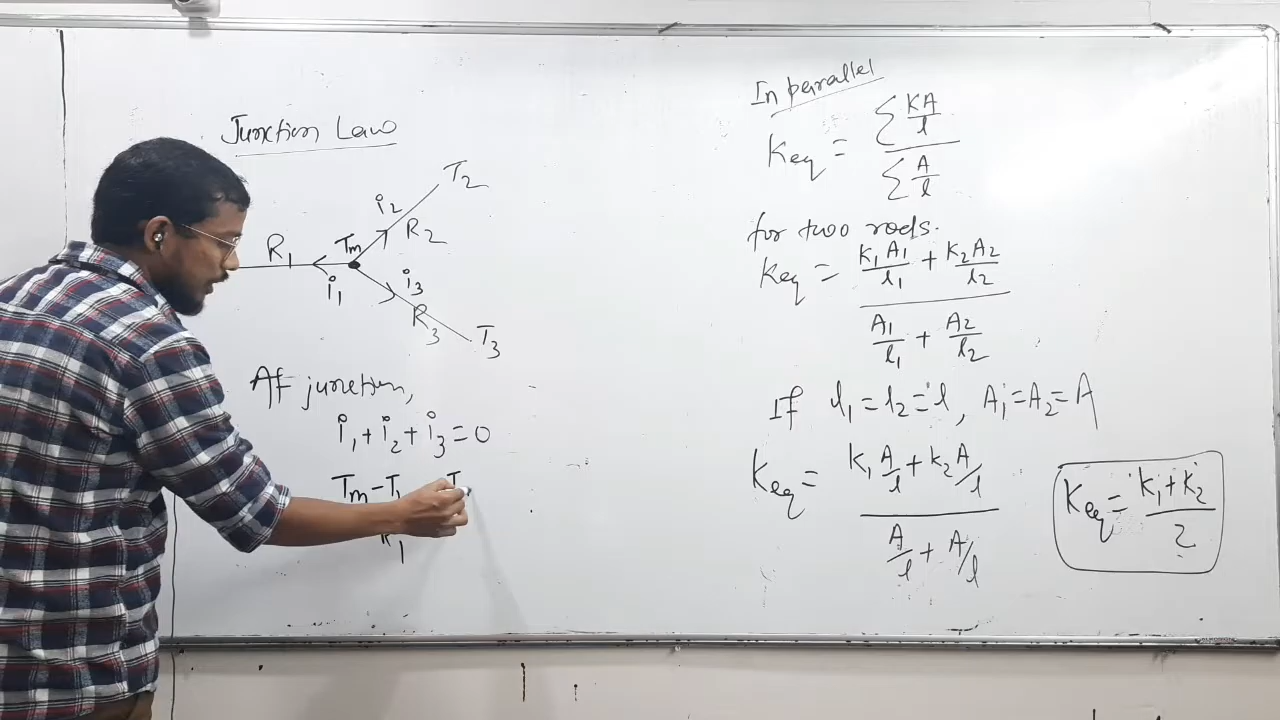 Junction Law
T2
i2
R2
Tm
R1
i1
i3
R3
T3
At junction,
i1 + i2 + i3 = 0
Tm - T1 T
R1
In parallel
Keq = Σ KA/l / Σ A/l
for two rods.
Keq = K1A1/l1 + K2A2/l2
A1/l1 + A2/l2
If l1 = l2 = l, A1 = A2 = A
Keq = K1 A/l + K2 A/l
A/l + A/l
Keq = K1 + K2 / 2